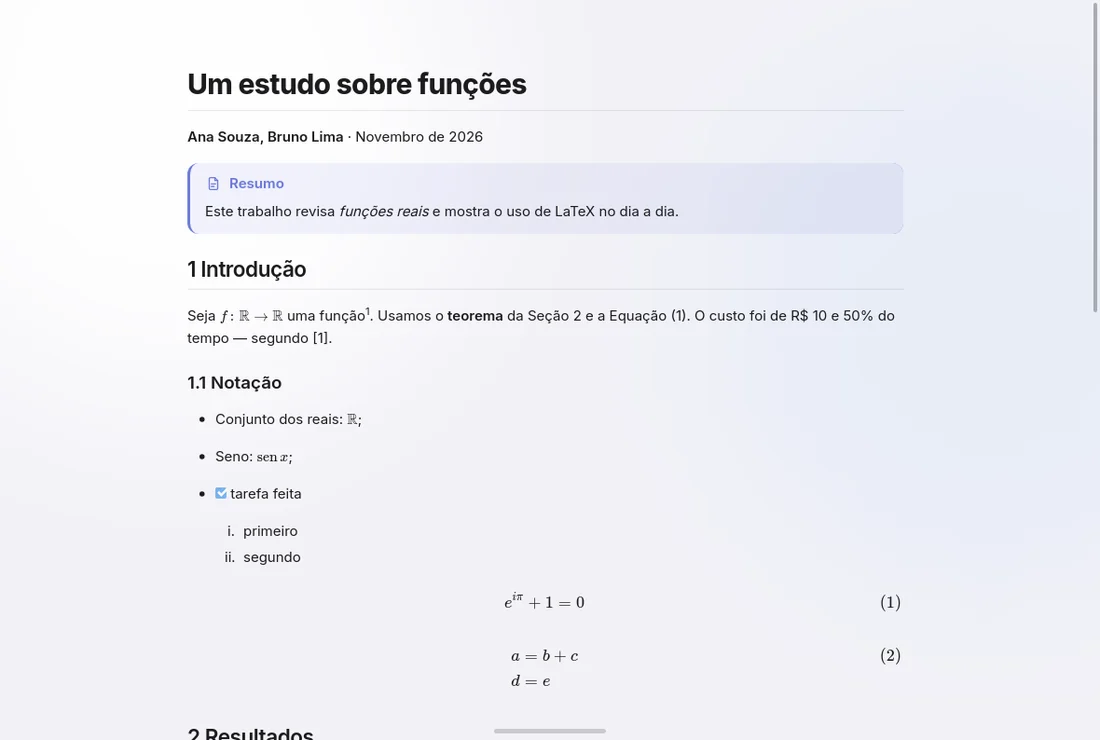 Um estudo sobre funções
Ana Souza, Bruno Lima · Novembro de 2026
Resumo
Este trabalho revisa funções reais e mostra o uso de LaTeX no dia a dia.
1 Introdução
Seja f : ℝ → ℝ uma função¹. Usamos o teorema da Seção 2 e a Equação (1). O custo foi de R$ 10 e 50% do
tempo — segundo [1].
1.1 Notação
• Conjunto dos reais: ℝ;
• Seno: sen x;
• ☑ tarefa feita
i. primeiro
ii. segundo
e^{iπ} + 1 = 0 (1)
a = b + c (2)
d = e
2 Resultados